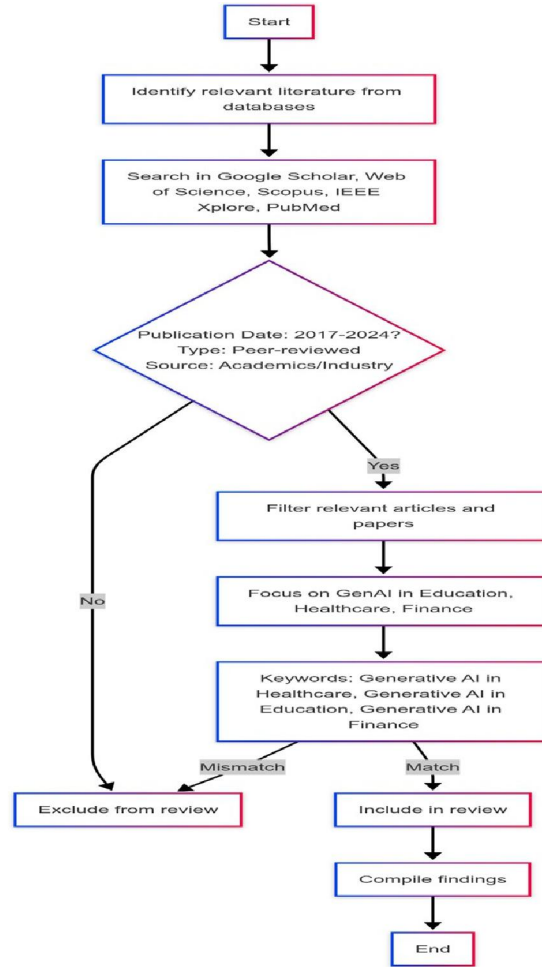 Start
Identify relevant literature from
databases
Search in Google Scholar, Web
of Science, Scopus, IEEE
Xplore, PubMed
Publication Date: 2017-2024?
Type: Peer-reviewed
Source: Academics/Industry
Yes
Filter relevant articles and
papers
Focus on GenAI in Education,
Healthcare, Finance
No
Keywords: Generative AI in
Healthcare, Generative AI in
Education, Generative AI in
Finance
Mismatch
Match
Exclude from review
Include in review
Compile findings
End